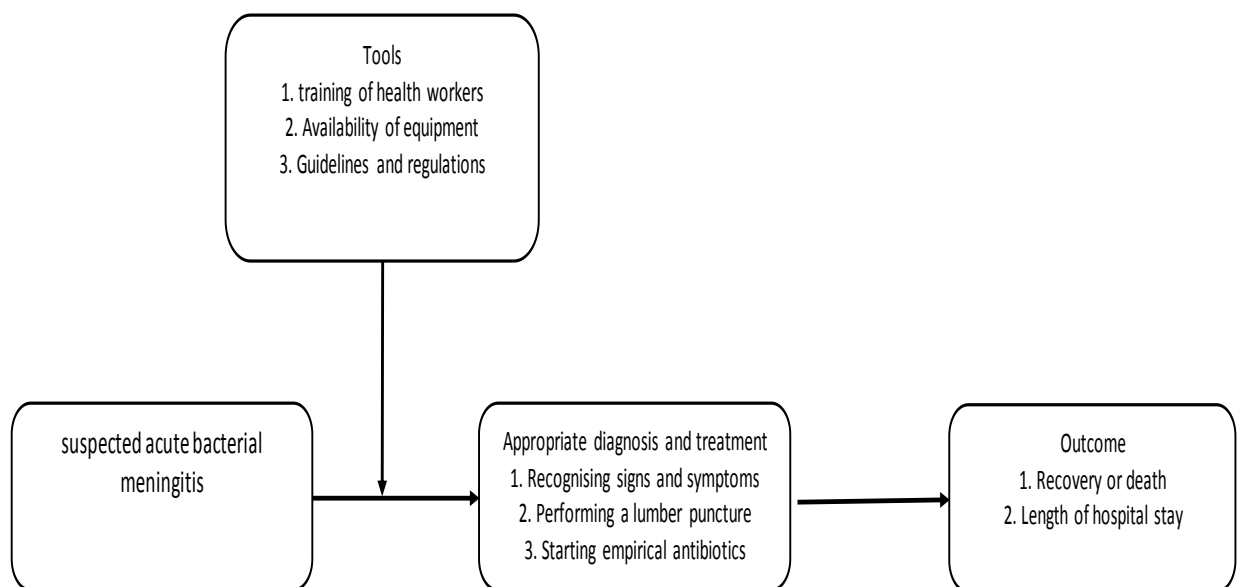 Tools
1. training of health workers
2. Availability of equipment
3. Guidelines and regulations
suspected acute bacterial
meningitis
Appropriate diagnosis and treatment
1. Recognising signs and symptoms
2. Performing a lumber puncture
3. Starting empirical antibiotics
Outcome
1. Recovery or death
2. Length of hospital stay